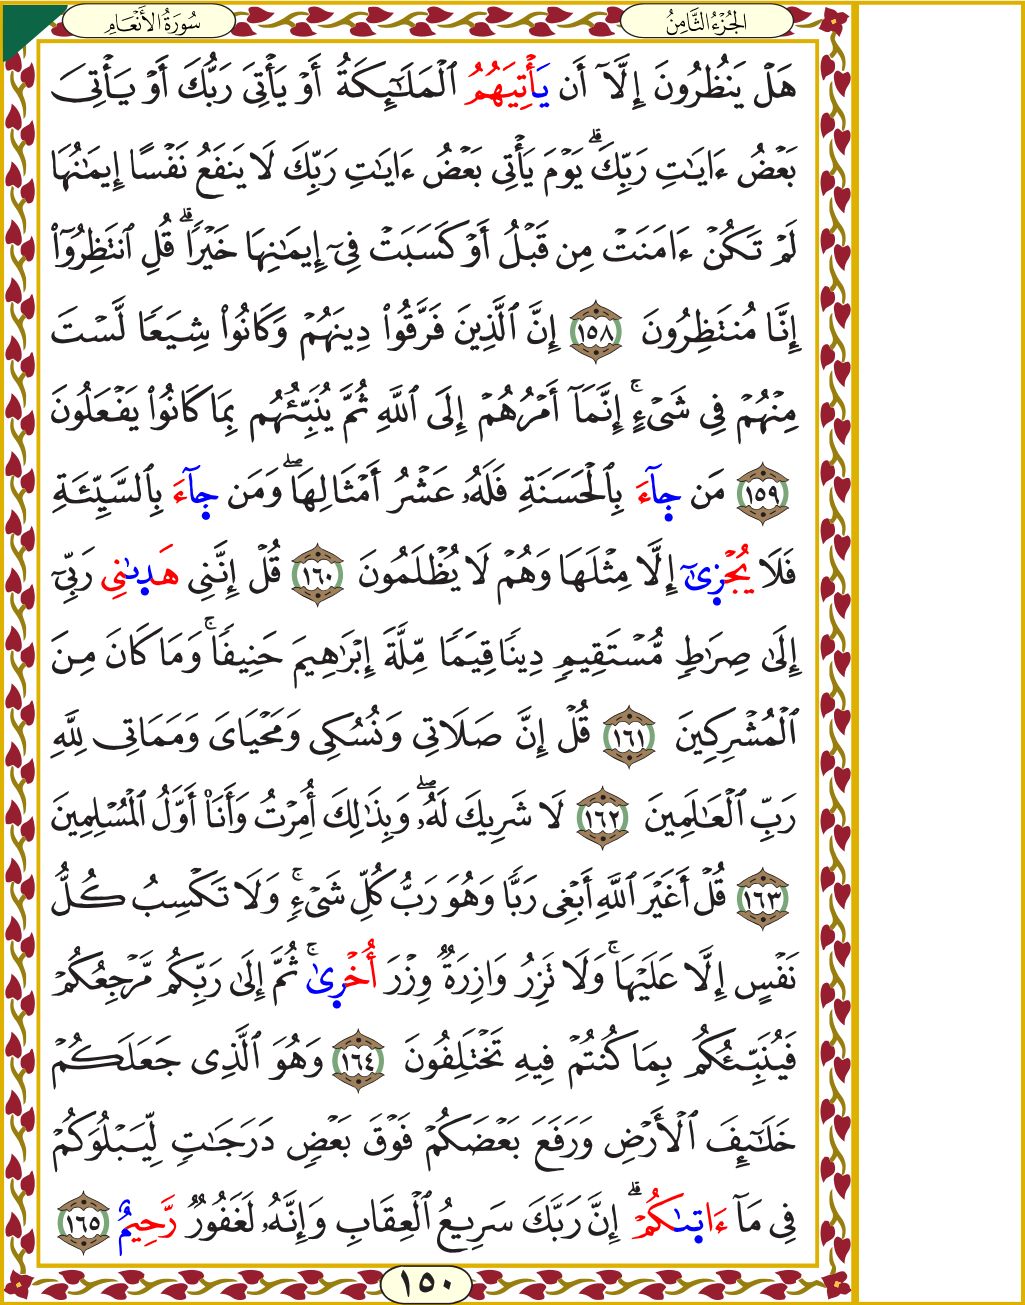 الجُزْءُ الثَّامِنُ
سُورَةُ الأَنْعَامِ
هَلْ يَنظُرُونَ إِلَّآ أَن يَأْتِيَهُمُ ٱلْمَلَـٰٓئِكَةُ أَوْ يَأْتِىَ رَبُّكَ أَوْ يَأْتِىَ
بَعْضُ ءَايَـٰتِ رَبِّكَ ۗ يَوْمَ يَأْتِى بَعْضُ ءَايَـٰتِ رَبِّكَ لَا يَنفَعُ نَفْسًا إِيمَـٰنُهَا
لَمْ تَكُنْ ءَامَنَتْ مِن قَبْلُ أَوْ كَسَبَتْ فِىٓ إِيمَـٰنِهَا خَيْرًا ۗ قُلِ ٱنتَظِرُوٓا۟
إِنَّا مُنتَظِرُونَ ١٥٨ إِنَّ ٱلَّذِينَ فَرَّقُوا۟ دِينَهُمْ وَكَانُوا۟ شِيَعًا لَّسْتَ
مِنْهُمْ فِى شَىْءٍ ۚ إِنَّمَآ أَمْرُهُمْ إِلَى ٱللَّهِ ثُمَّ يُنَبِّئُهُم بِمَا كَانُوا۟ يَفْعَلُونَ
١٥٩ مَن جَآءَ بِٱلْحَسَنَةِ فَلَهُۥ عَشْرُ أَمْثَالِهَا ۖ وَمَن جَآءَ بِٱلسَّيِّئَةِ
فَلَا يُجْزِىٰٓ إِلَّا مِثْلَهَا وَهُمْ لَا يُظْلَمُونَ ١٦٠ قُلْ إِنَّنِى هَدِىٰنِى رَبِّىٓ
إِلَىٰ صِرَٰطٍ مُّسْتَقِيمٍ دِينًا قِيَمًا مِّلَّةَ إِبْرَٰهِيمَ حَنِيفًا ۚ وَمَا كَانَ مِنَ
ٱلْمُشْرِكِينَ ١٦١ قُلْ إِنَّ صَلَاتِى وَنُسُكِى وَمَحْيَاىَ وَمَمَاتِى لِلَّهِ
رَبِّ ٱلْعَـٰلَمِينَ ١٦٢ لَا شَرِيكَ لَهُۥ ۖ وَبِذَٰلِكَ أُمِرْتُ وَأَنَا۠ أَوَّلُ ٱلْمُسْلِمِينَ
١٦٣ قُلْ أَغَيْرَ ٱللَّهِ أَبْغِى رَبًّا وَهُوَ رَبُّ كُلِّ شَىْءٍ ۚ وَلَا تَكْسِبُ كُلُّ
نَفْسٍ إِلَّا عَلَيْهَا ۚ وَلَا تَزِرُ وَازِرَةٌ وِزْرَ أُخْرِىٰ ۚ ثُمَّ إِلَىٰ رَبِّكُم مَّرْجِعُكُمْ
فَيُنَبِّئُكُم بِمَا كُنتُمْ فِيهِ تَخْتَلِفُونَ ١٦٤ وَهُوَ ٱلَّذِى جَعَلَكُمْ
خَلَـٰٓئِفَ ٱلْأَرْضِ وَرَفَعَ بَعْضَكُمْ فَوْقَ بَعْضٍ دَرَجَـٰتٍ لِّيَبْلُوَكُمْ
فِى مَآ ءَاتِىٰكُمْ ۗ إِنَّ رَبَّكَ سَرِيعُ ٱلْعِقَابِ وَإِنَّهُۥ لَغَفُورٌ رَّحِيمٌ ١٦٥
١٥٠